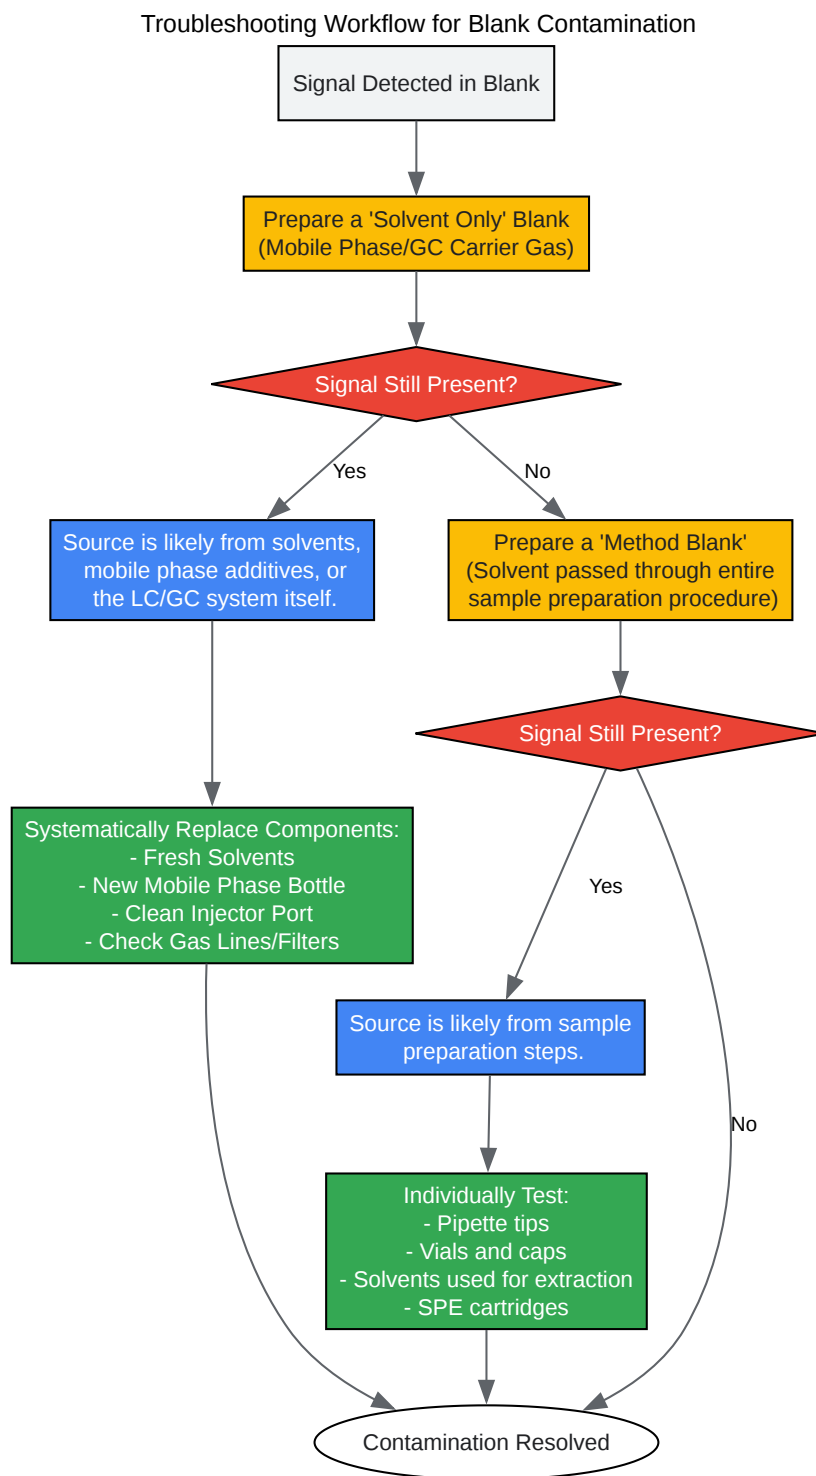 Troubleshooting Workflow for Blank Contamination
Signal Detected in Blank
Prepare a 'Solvent Only' Blank
(Mobile Phase/GC Carrier Gas)
Signal Still Present?
Yes
No
Source is likely from solvents,
mobile phase additives, or
the LC/GC system itself.
Prepare a 'Method Blank'
(Solvent passed through entire
sample preparation procedure)
Signal Still Present?
Systematically Replace Components:
- Fresh Solvents
- New Mobile Phase Bottle
- Clean Injector Port
- Check Gas Lines/Filters
Yes
Source is likely from sample
preparation steps.
No
Individually Test:
- Pipette tips
- Vials and caps
- Solvents used for extraction
- SPE cartridges
Contamination Resolved